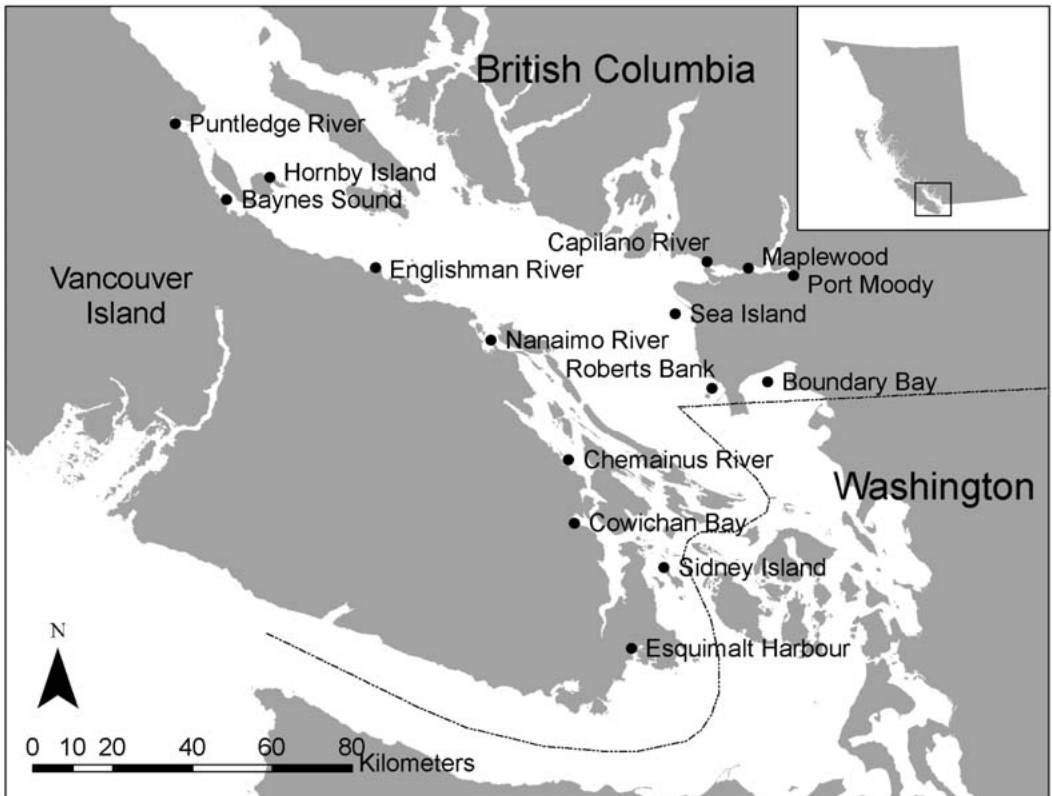 British Columbia
Puntledge River
Hornby Island
Baynes Sound
Capilano River
Maplewood
Englishman River
Port Moody
Vancouver
Island
Sea Island
Nanaimo River
Roberts Bank
Boundary Bay
Chemainus River
Washington
Cowichan Bay
Sidney Island
N
Esquimalt Harbour
0 10 20 40 60 80
Kilometers